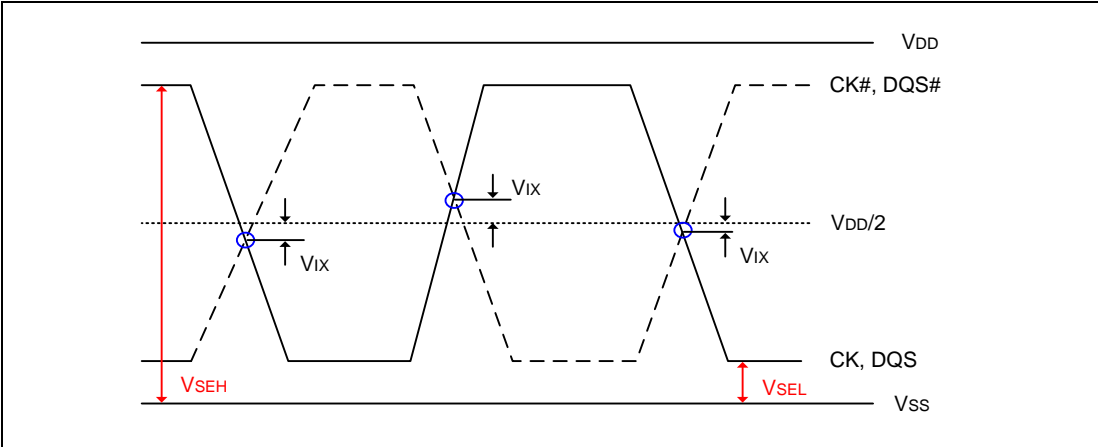 VDD
CK#, DQS#
VIX
VDD/2
VIX
VIX
CK, DQS
VSEH
VSEL
VSS